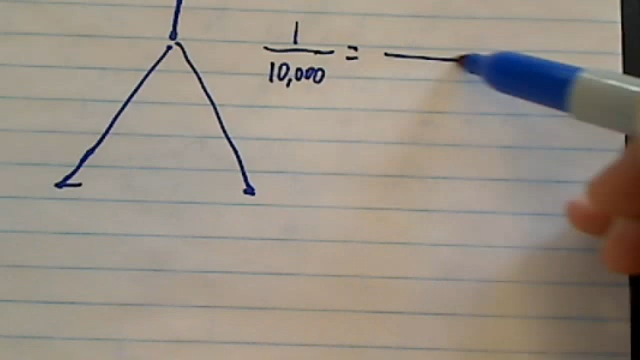 1/10,000 =